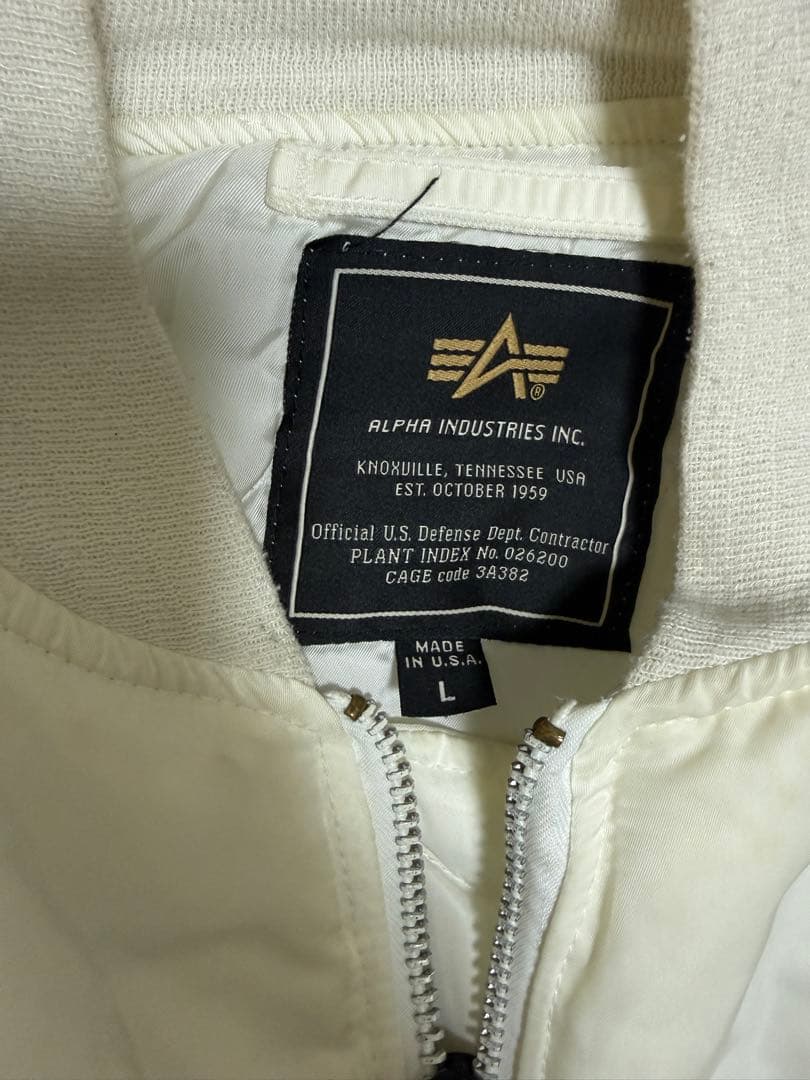 ®
ALPHA INDUSTRIES INC.
KNOXVILLE, TENNESSEE USA
EST. OCTOBER 1959
Official U.S. Defense Dept. Contractor
PLANT INDEX No. 026200
CAGE code 3A382
MADE
IN U.S.A.
L